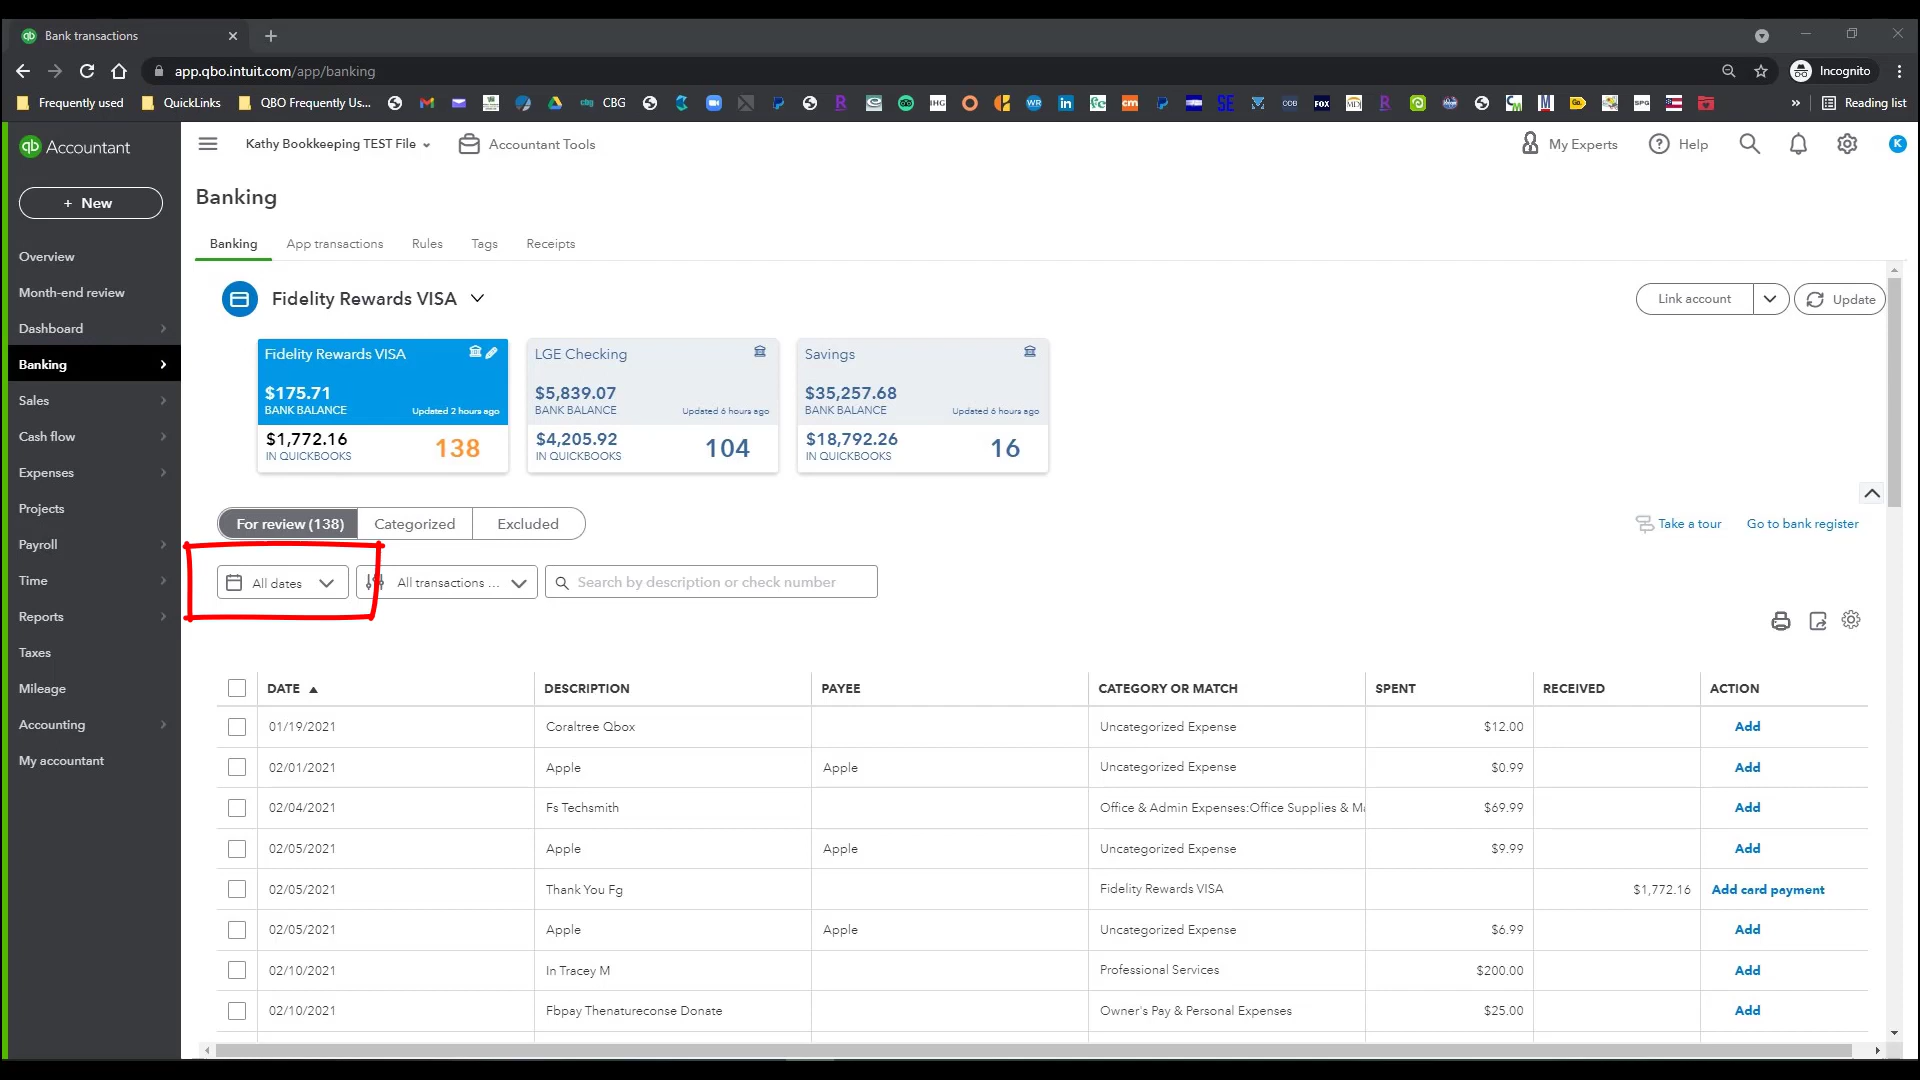 Bank transactions
app.qbo.intuit.com/app/banking
Incognito
Frequently used
QuickLinks
QBO Frequently Us...
CBG
Reading list
qb Accountant
Kathy Bookkeeping TEST File
Accountant Tools
My Experts
Help
K
+ New
Overview
Month-end review
Dashboard
Banking
Sales
Cash flow
Expenses
Projects
Payroll
Time
Reports
Taxes
Mileage
Accounting
My accountant
Banking
Banking App transactions Rules Tags Receipts
Fidelity Rewards VISA
Link account
Update
Fidelity Rewards VISA
$175.71
BANK BALANCE Updated 2 hours ago
$1,772.16
IN QUICKBOOKS
138
LGE Checking
$5,839.07
BANK BALANCE Updated 6 hours ago
$4,205.92
IN QUICKBOOKS
104
Savings
$35,257.68
BANK BALANCE Updated 6 hours ago
$18,792.26
IN QUICKBOOKS
16
For review (138) Categorized Excluded
Take a tour Go to bank register
All dates
All transactions ...
Search by description or check number
DATE DESCRIPTION PAYEE CATEGORY OR MATCH SPENT RECEIVED ACTION
01/19/2021 Coraltree Qbox Uncategorized Expense $12.00 Add
02/01/2021 Apple Apple Uncategorized Expense $0.99 Add
02/04/2021 Fs Techsmith Office & Admin Expenses:Office Supplies & Ma $69.99 Add
02/05/2021 Apple Apple Uncategorized Expense $9.99 Add
02/05/2021 Thank You Fg Fidelity Rewards VISA $1,772.16 Add card payment
02/05/2021 Apple Apple Uncategorized Expense $6.99 Add
02/10/2021 In Tracey M Professional Services $200.00 Add
02/10/2021 Fbpay Thenatureconse Donate Owner's Pay & Personal Expenses $25.00 Add